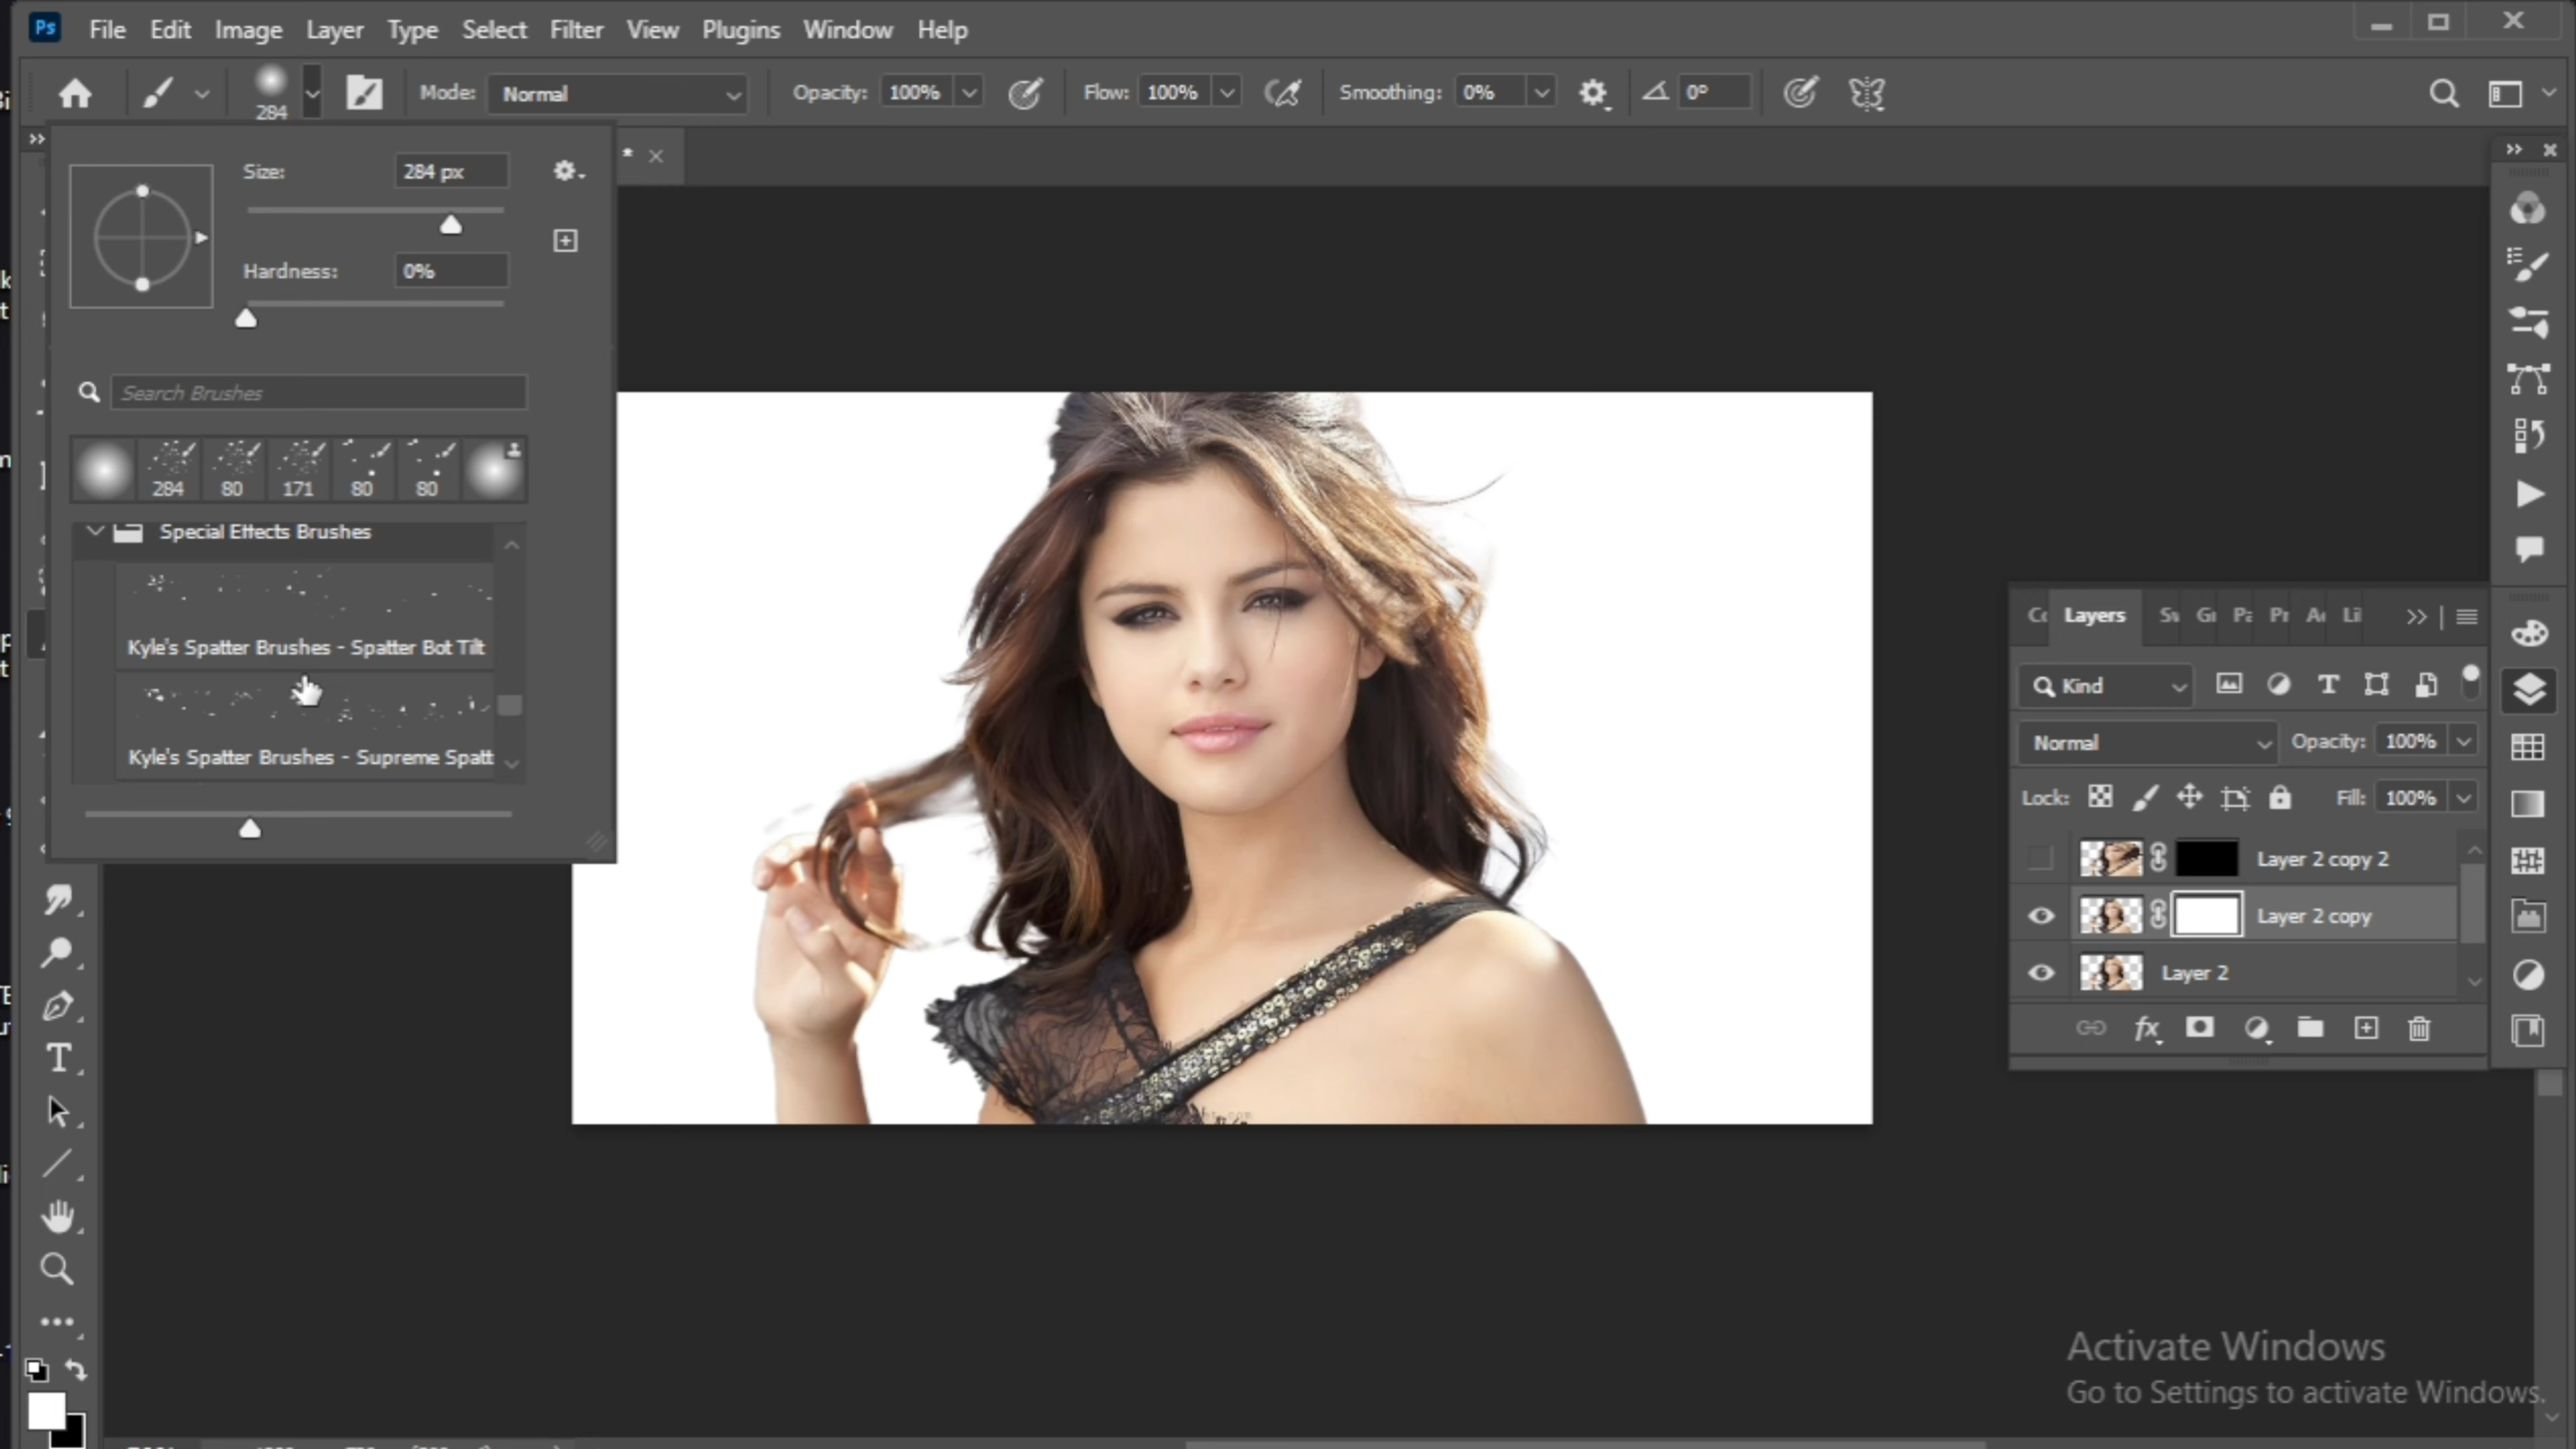 Ps File Edit Image Layer Type Select Filter View Plugins Window Help
284 Mode: Normal Opacity: 100% Flow: 100% Smoothing: 0% 0°
Size: 284 px
Hardness: 0%
Search Brushes
284 80 171 80 80
Special Effects Brushes
Kyle's Spatter Brushes - Spatter Bot Tilt
Kyle's Spatter Brushes - Supreme Spatt
Layers
Kind
Normal Opacity: 100%
Lock: Fill: 100%
Layer 2 copy 2
Layer 2 copy
Layer 2
fx
Activate Windows
Go to Settings to activate Windows.